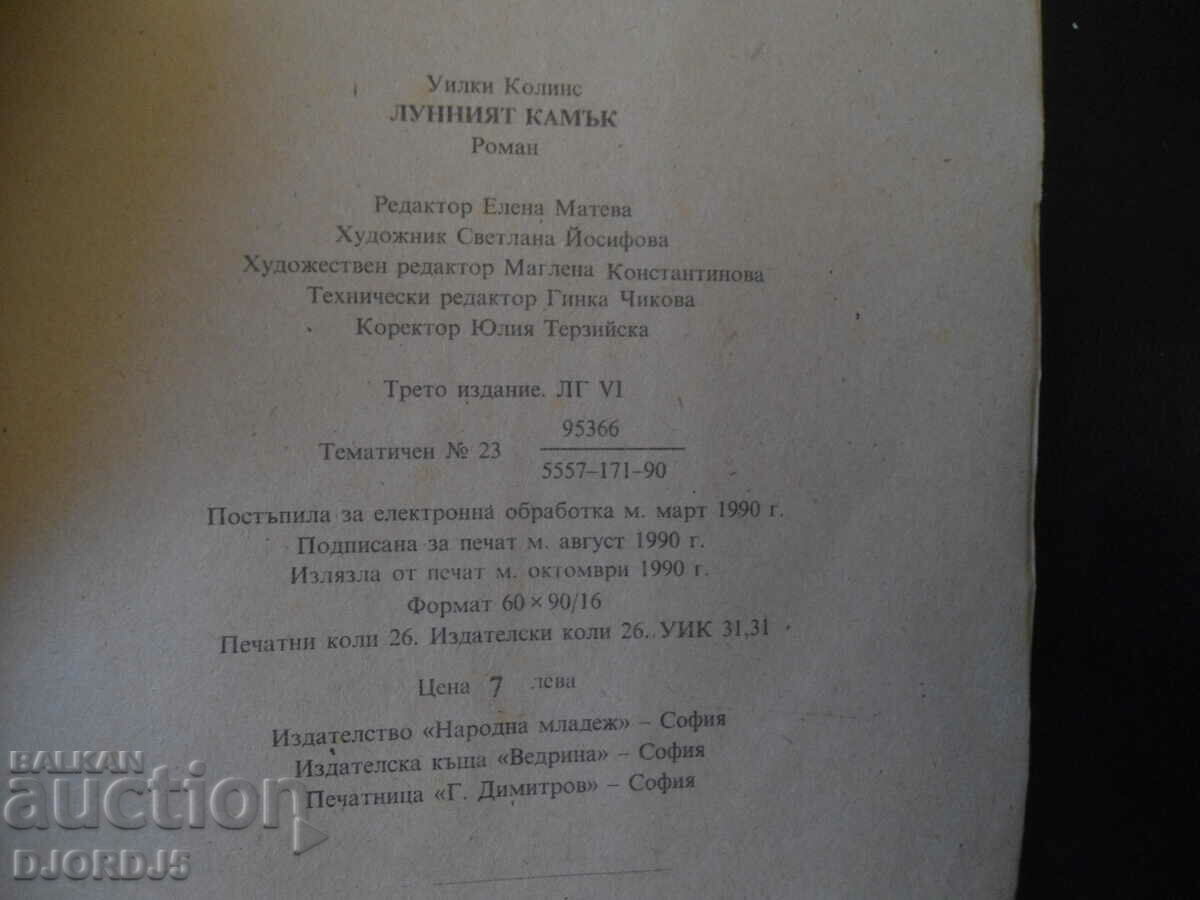 Уилки Колинс
ЛУННИЯТ КАМЪК
Роман
Редактор Елена Матева
Художник Светлана Йосифова
Художествен редактор Маглена Константинова
Технически редактор Гинка Чикова
Коректор Юлия Терзийска
Трето издание. ЛГ VI
Тематичен № 23 95366
5557–171–90
Постъпила за електронна обработка м. март 1990 г.
Подписана за печат м. август 1990 г.
Излязла от печат м. октомври 1990 г.
Формат 60 × 90/16
Печатни коли 26. Издателски коли 26. УИК 31,31
Цена 7 лева
Издателство «Народна младеж» – София
Издателска къща «Ведрина» – София
Печатница «Г. Димитров» – София
BALKAN
auction
DJORDJ5